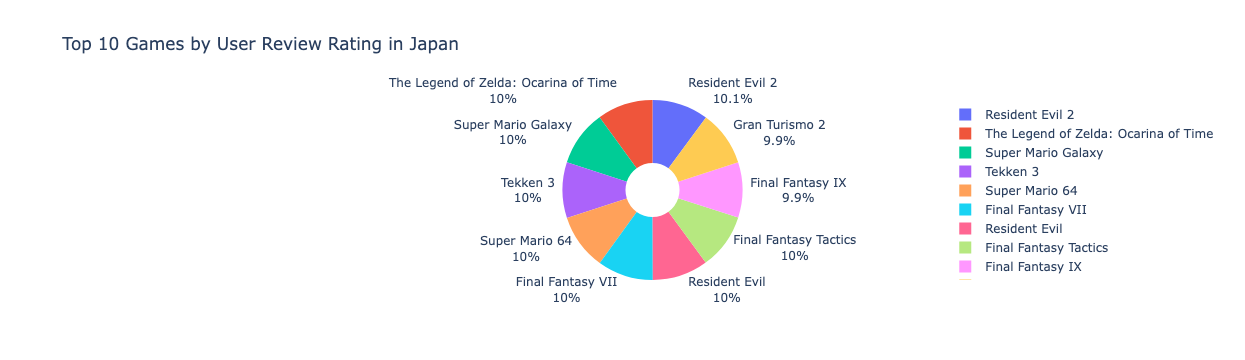 Top 10 Games by User Review Rating in Japan
The Legend of Zelda: Ocarina of Time
10%
Resident Evil 2
10.1%
Super Mario Galaxy
10%
Gran Turismo 2
9.9%
Tekken 3
10%
Final Fantasy IX
9.9%
Super Mario 64
10%
Final Fantasy Tactics
10%
Final Fantasy VII
10%
Resident Evil
10%
Resident Evil 2
The Legend of Zelda: Ocarina of Time
Super Mario Galaxy
Tekken 3
Super Mario 64
Final Fantasy VII
Resident Evil
Final Fantasy Tactics
Final Fantasy IX